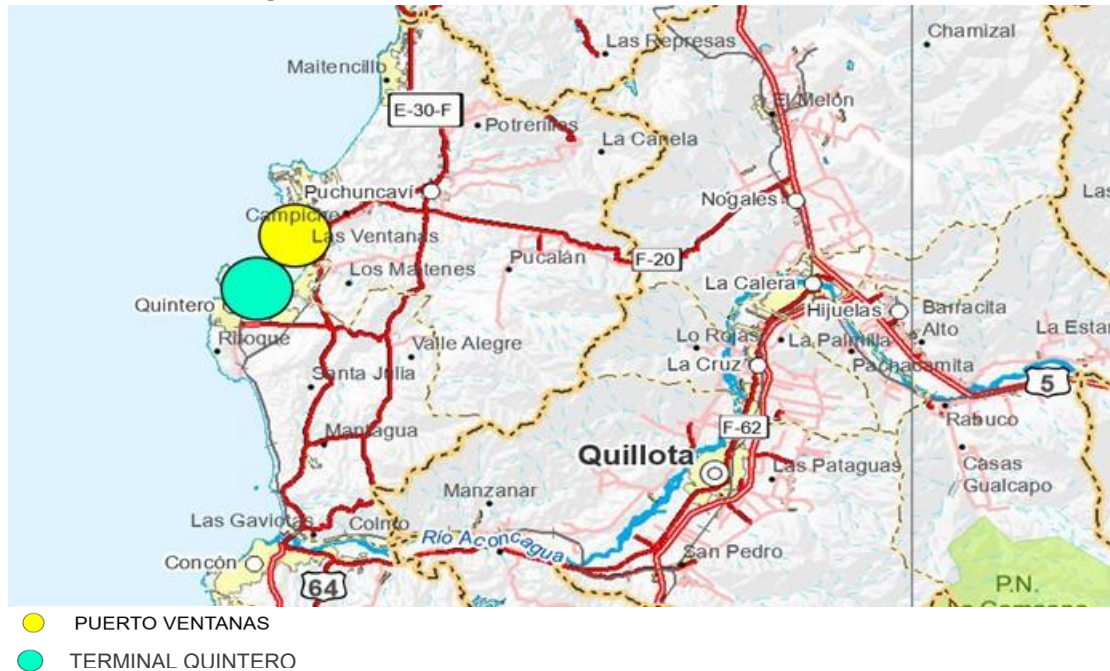 Chamizal
Las Represas
Maitencillo
El Melón
E-30-F
Potrerillos
La Canela
Puchuncaví
Las
Nogales
Campiche
Las Ventanas
Pucalán
F-20
Los Maitenes
La Calera
Quintero
Hijuelas
Barracita
Alto
Lo Rojas
La Palmilla
La Estan
Ritoque
Valle Alegre
Pachacamita
La Cruz
Santa Julia
5
Rabuco
F-62
Mantagua
Quillota
Las Pataguas
Casas
Gualcapo
Manzanar
Las Gaviotas
Colmo
Río Aconcagua
San Pedro
Concón
64
P.N.
PUERTO VENTANAS
TERMINAL QUINTERO